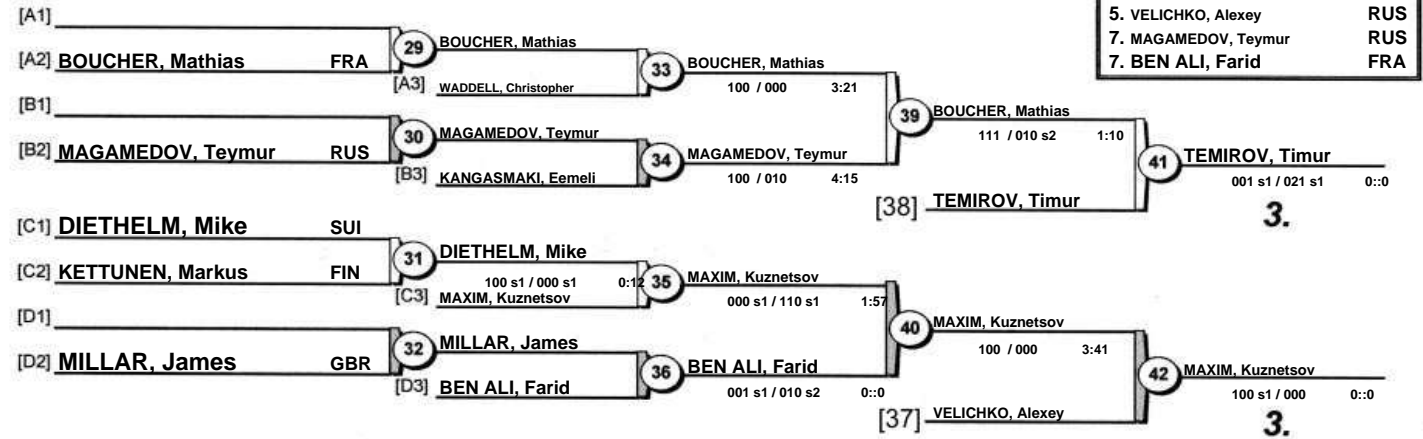 5. VELICHKO, Alexey RUS
7. MAGAMEDOV, Teymur RUS
7. BEN ALI, Farid FRA
[A1]
[A2] BOUCHER, Mathias FRA
29
BOUCHER, Mathias
[A3] WADDELL, Christopher
33
BOUCHER, Mathias
100 / 000 3:21
[B1]
[B2] MAGAMEDOV, Teymur RUS
30
MAGAMEDOV, Teymur
[B3] KANGASMAKI, Eemeli
34
MAGAMEDOV, Teymur
100 / 010 4:15
39
BOUCHER, Mathias
111 / 010 s2 1:10
[38] TEMIROV, Timur
41
TEMIROV, Timur
001 s1 / 021 s1 0::0
3.
[C1] DIETHELM, Mike SUI
[C2] KETTUNEN, Markus FIN
31
DIETHELM, Mike
100 s1 / 000 s1 0:12
[C3] MAXIM, Kuznetsov
35
MAXIM, Kuznetsov
000 s1 / 110 s1 1:57
[D1]
[D2] MILLAR, James GBR
32
MILLAR, James
[D3] BEN ALI, Farid
36
BEN ALI, Farid
001 s1 / 010 s2 0::0
40
MAXIM, Kuznetsov
100 / 000 3:41
[37] VELICHKO, Alexey
42
MAXIM, Kuznetsov
100 s1 / 000 0::0
3.